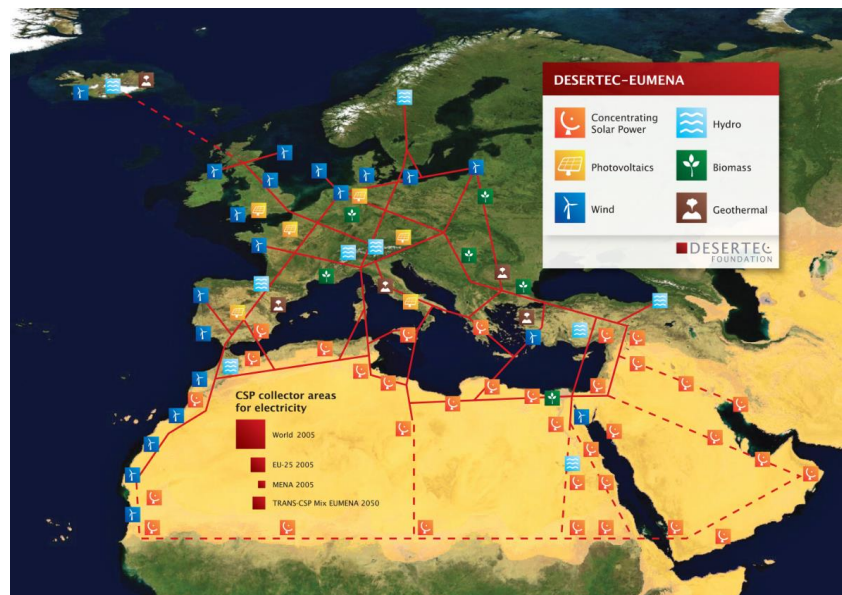 DESERTEC–EUMENA
Concentrating
Solar Power
Hydro
Photovoltaics
Biomass
Wind
Geothermal
DESERTEC
FOUNDATION
CSP collector areas
for electricity
World 2005
EU-25 2005
MENA 2005
TRANS-CSP Mix EUMENA 2050